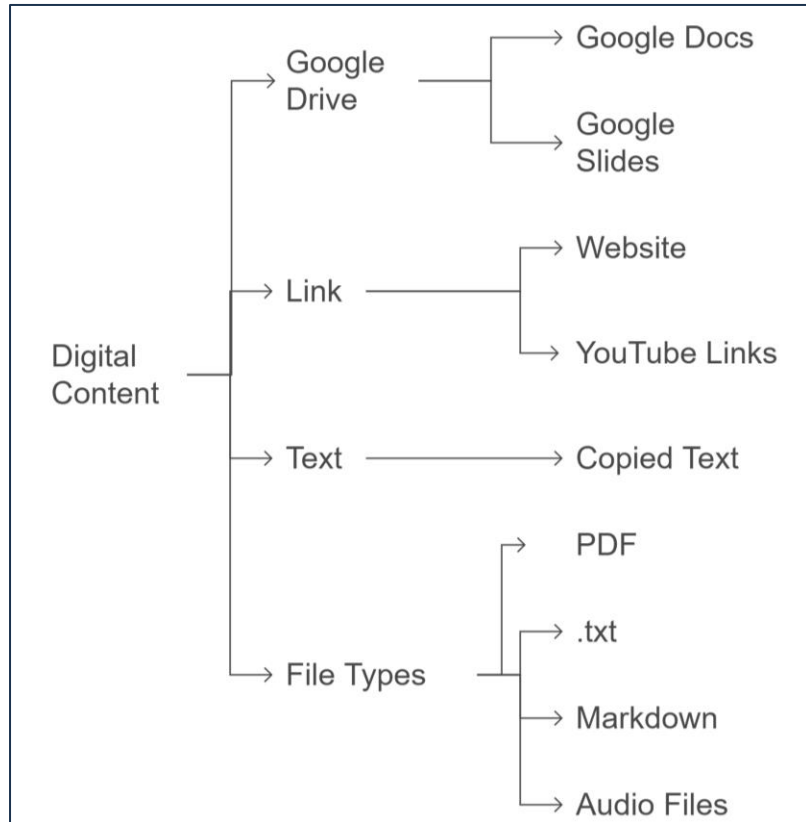 Google Docs
Google
Drive
Google
Slides
Website
Link
YouTube Links
Digital
Content
Text
Copied Text
PDF
.txt
File Types
Markdown
Audio Files